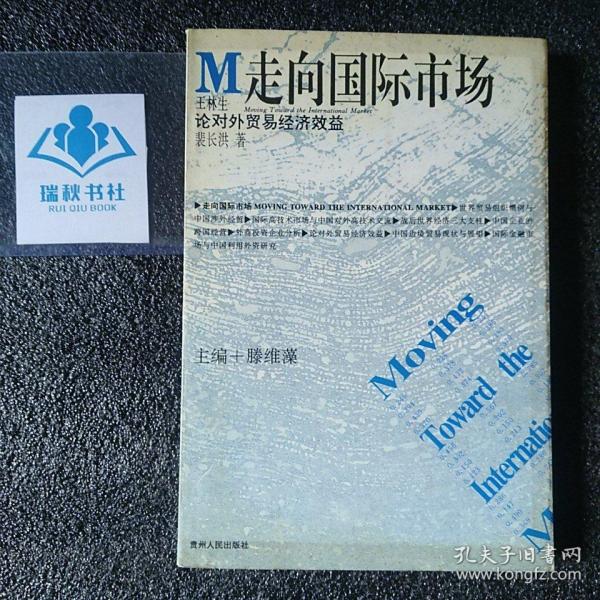 M走向国际市场
Moving Toward the International Market
王林生
论对外贸易经济效益
裴长洪 著
▶走向国际市场 MOVING TOWARD THE INTERNATIONAL MARKET▶世界贸易组织惯例与
中国涉外经贸▶国际高技术市场与中国对外高技术交流▶战后世界经济三大支柱▶中国企业的
跨国经营▶外商投资企业分析▶论对外贸易经济效益▶中国边境贸易现状与展望▶国际金融市
场与中国利用外资研究
主编+滕维藻
Moving
Toward the
Internatio
M
贵州人民出版社
瑞秋书社
RUI QIU BOOK
孔夫子旧书网
www.kongfz.com